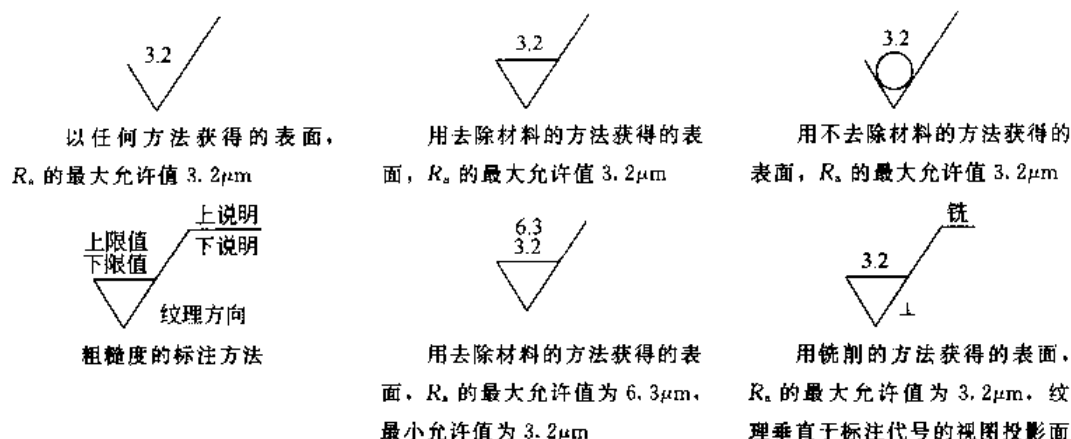 3.2
以任何方法获得的表面，
Rₐ 的最大允许值 3.2μm
3.2
用去除材料的方法获得的表
面，Rₐ 的最大允许值 3.2μm
3.2
用不去除材料的方法获得的
表面，Rₐ 的最大允许值 3.2μm
上说明
上限值
下说明
下限值
纹理方向
粗糙度的标注方法
6.3
3.2
用去除材料的方法获得的表
面，Rₐ 的最大允许值为 6.3μm，
最小允许值为 3.2μm
铣
3.2
⊥
用铣削的方法获得的表面，
Rₐ 的最大允许值为 3.2μm，纹
理垂直于标注代号的视图投影面